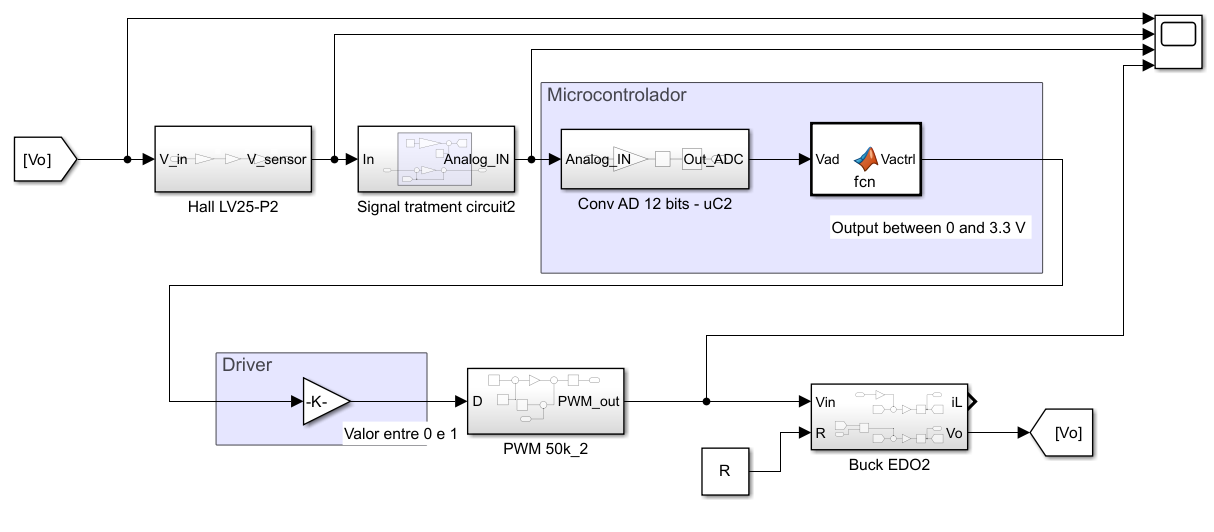 Microcontrolador
[Vo]
V_in
V_sensor
Hall LV25-P2
In
Analog_IN
Signal tratment circuit2
Analog_IN
Out_ADC
Conv AD 12 bits - uC2
Vad
Vactrl
fcn
Output between 0 and 3.3 V
Driver
-K-
Valor entre 0 e 1
D
PWM_out
PWM 50k_2
R
Vin
iL
R
Vo
Buck EDO2
[Vo]